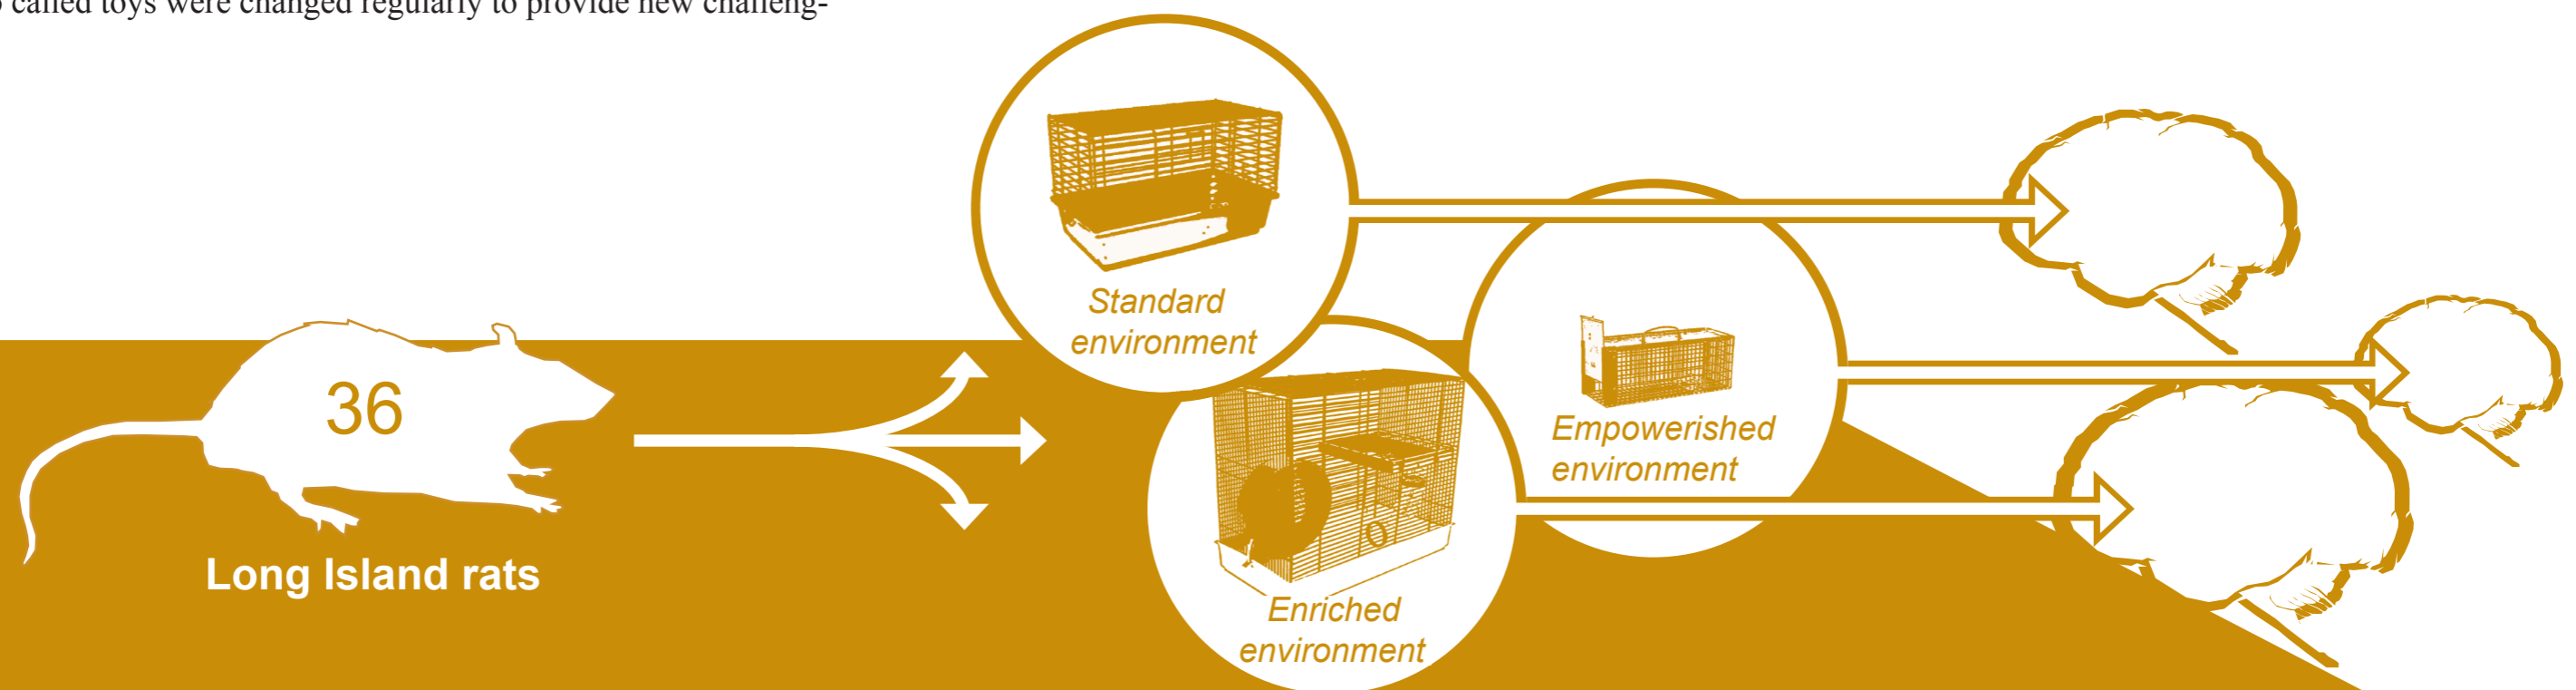 called toys were changed regularly to provide new challeng-
Standard
environment
36
Empowerished
environment
Long Island rats
Enriched
environment